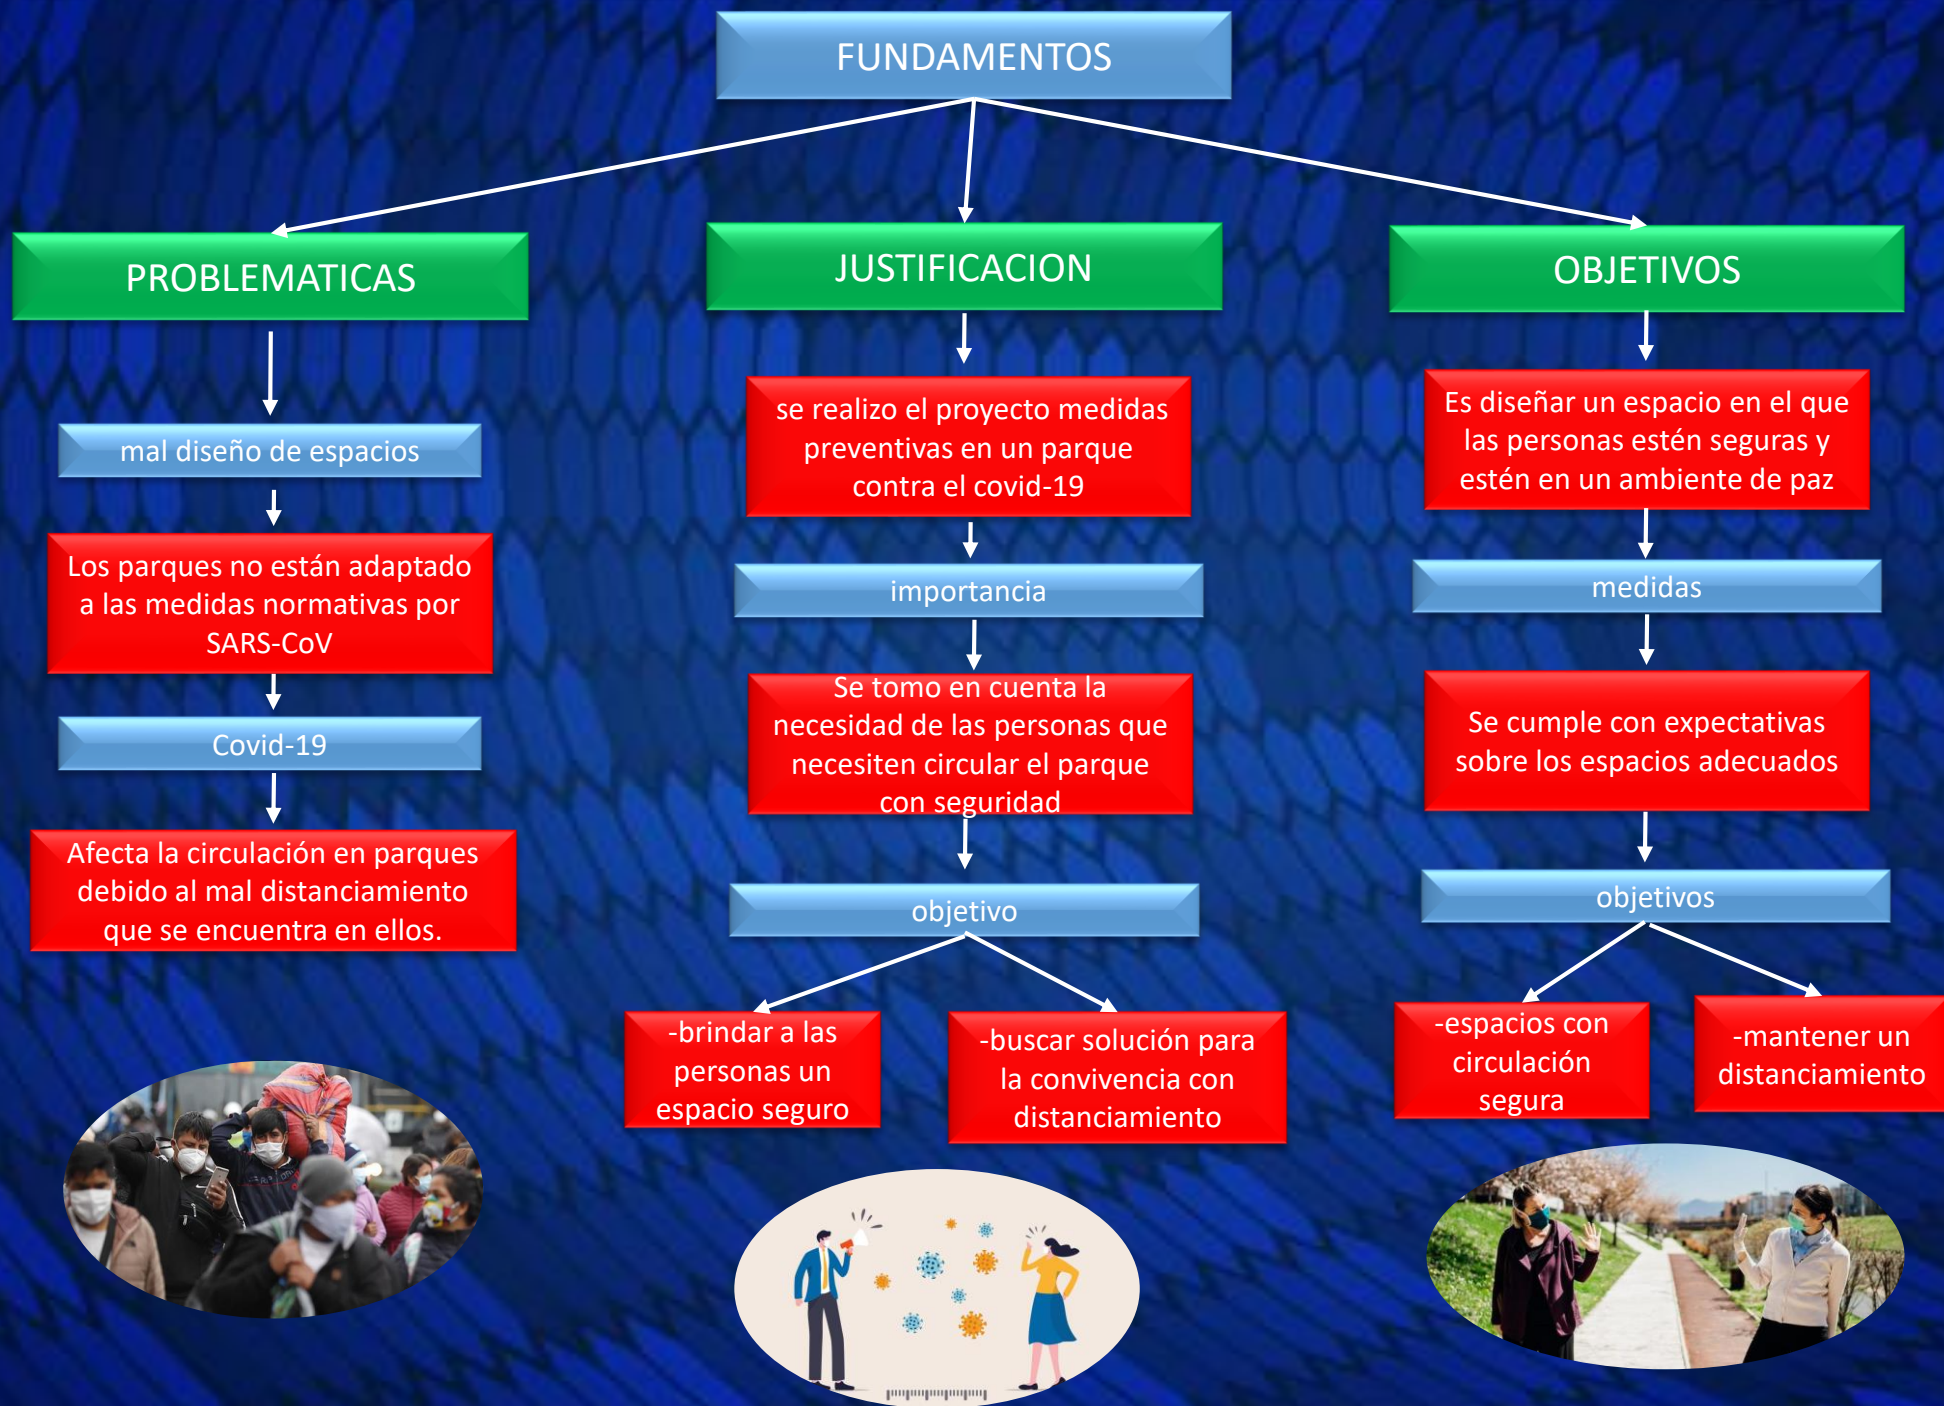 FUNDAMENTOS
PROBLEMATICAS
mal diseño de espacios
Los parques no están adaptado
a las medidas normativas por
SARS-CoV
Covid-19
Afecta la circulación en parques
debido al mal distanciamiento
que se encuentra en ellos.
JUSTIFICACION
se realizo el proyecto medidas
preventivas en un parque
contra el covid-19
importancia
Se tomo en cuenta la
necesidad de las personas que
necesiten circular el parque
con seguridad
objetivo
-brindar a las
personas un
espacio seguro
-buscar solución para
la convivencia con
distanciamiento
OBJETIVOS
Es diseñar un espacio en el que
las personas estén seguras y
estén en un ambiente de paz
medidas
Se cumple con expectativas
sobre los espacios adecuados
objetivos
-espacios con
circulación
segura
-mantener un
distanciamiento